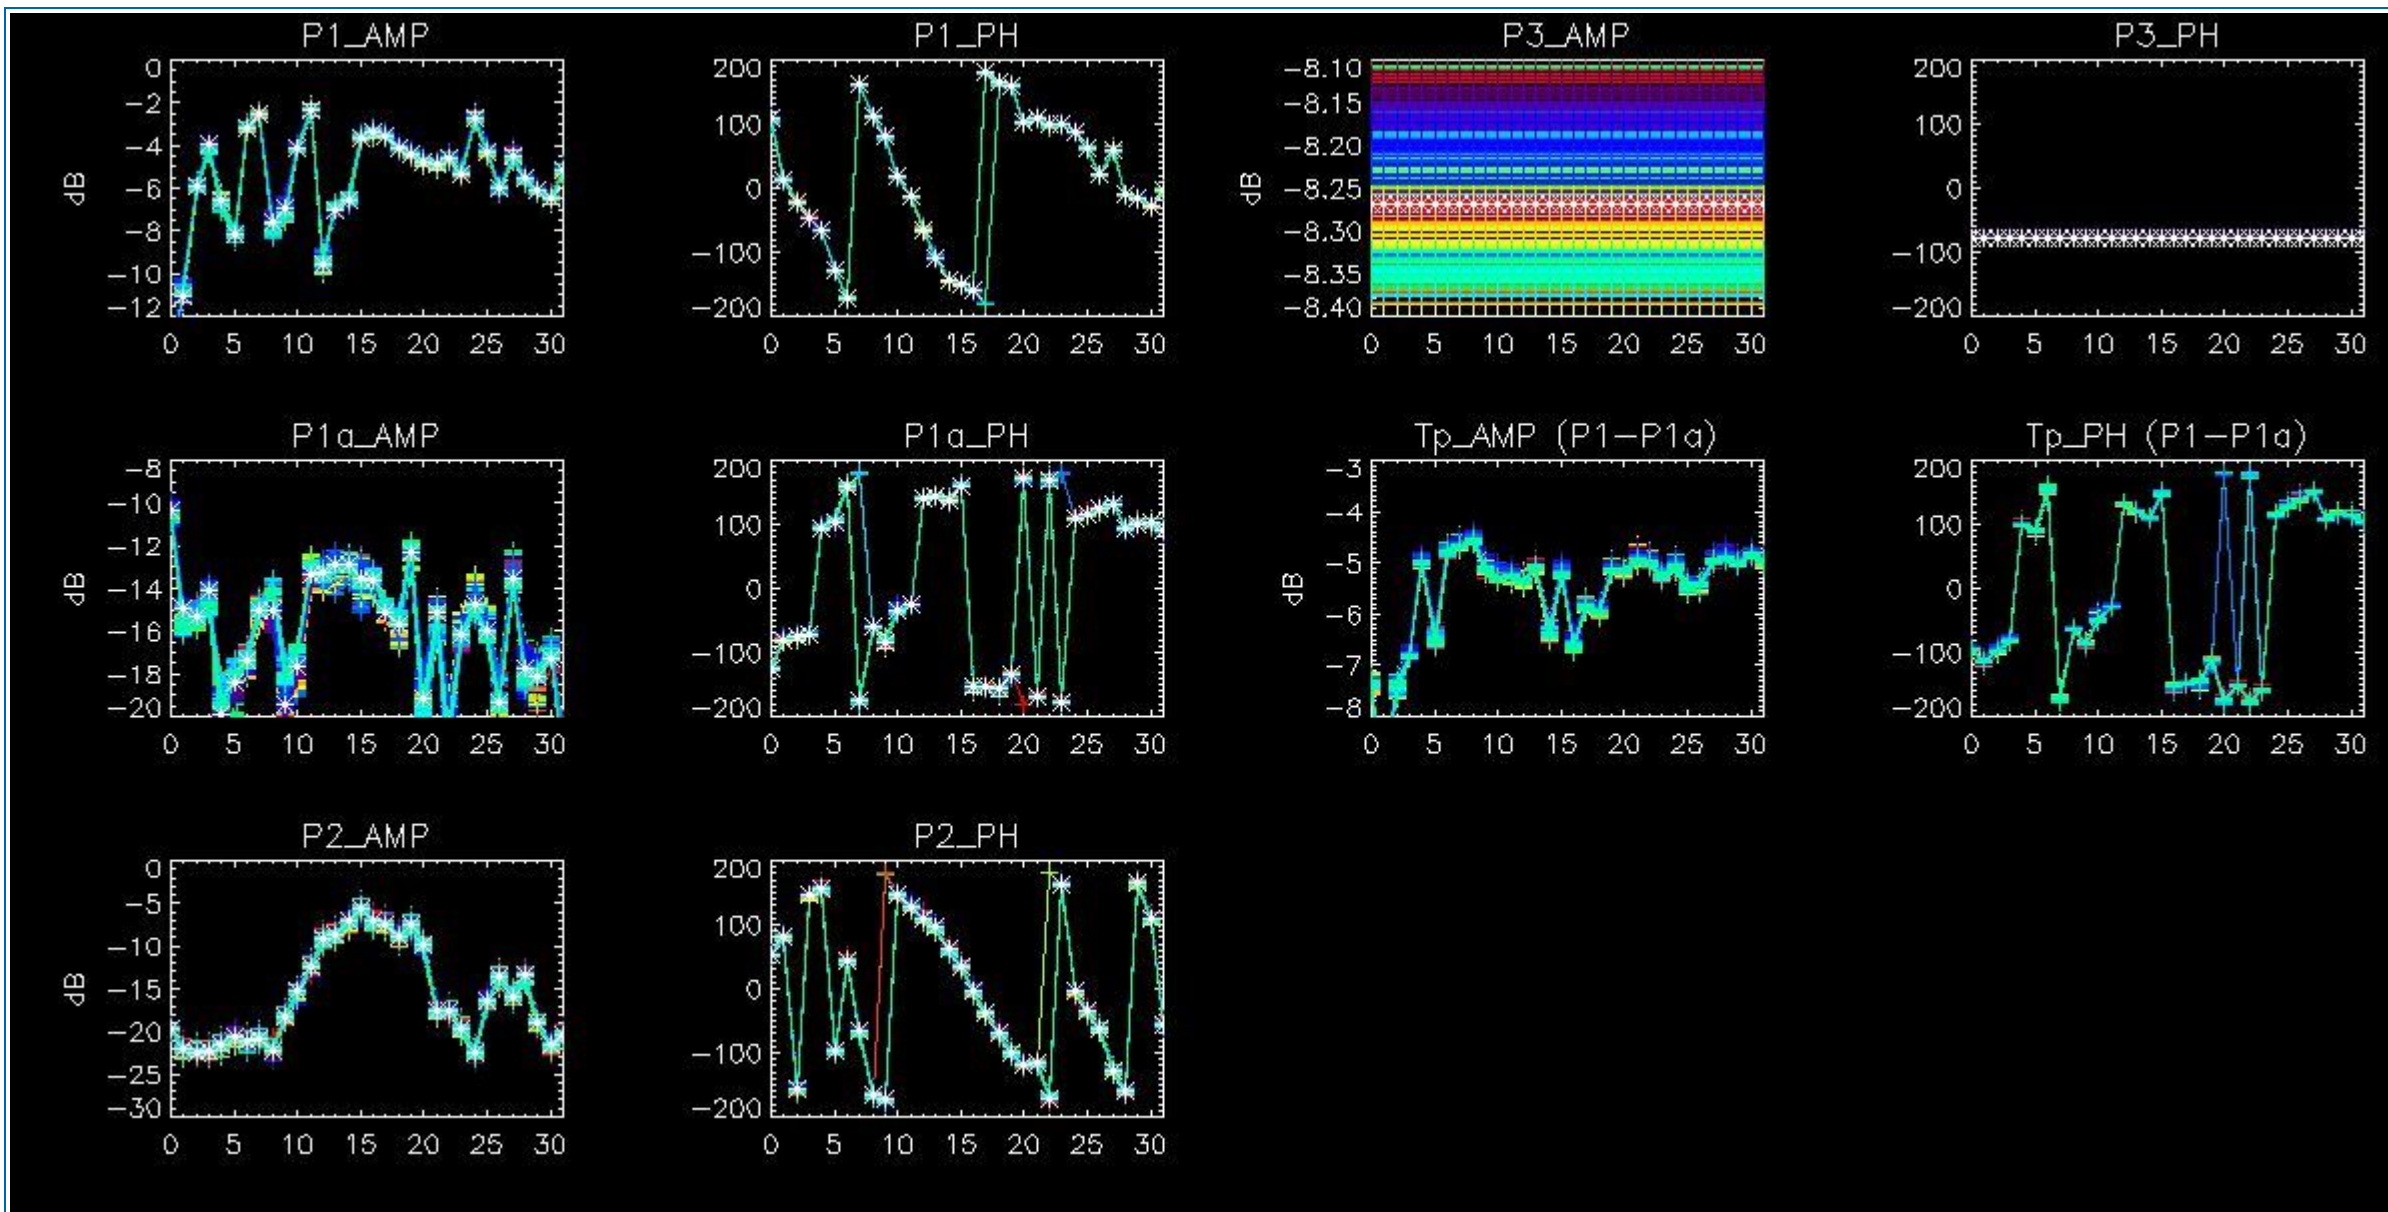 P1_AMP
dB
0
−2
−4
−6
−8
−10
−12
0 5 10 15 20 25 30
P1_PH
200
100
0
−100
−200
0 5 10 15 20 25 30
P3_AMP
dB
−8.10
−8.15
−8.20
−8.25
−8.30
−8.35
−8.40
0 5 10 15 20 25 30
P3_PH
200
100
0
−100
−200
0 5 10 15 20 25 30
P1a_AMP
dB
−8
−10
−12
−14
−16
−18
−20
0 5 10 15 20 25 30
P1a_PH
200
100
0
−100
−200
0 5 10 15 20 25 30
Tp_AMP (P1−P1a)
dB
−3
−4
−5
−6
−7
−8
0 5 10 15 20 25 30
Tp_PH (P1−P1a)
200
100
0
−100
−200
0 5 10 15 20 25 30
P2_AMP
dB
0
−5
−10
−15
−20
−25
−30
0 5 10 15 20 25 30
P2_PH
200
100
0
−100
−200
0 5 10 15 20 25 30